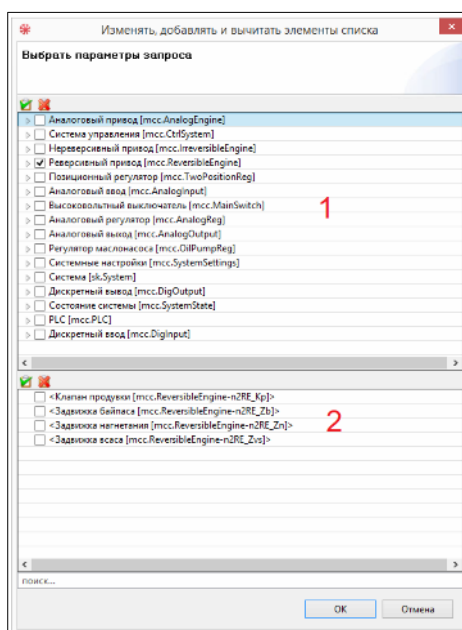 Изменять, добавлять и вычитать элементы списка
Выбрать параметры запроса
Аналоговый привод [mcc.AnalogEngine]
Система управления [mcc.CtrlSystem]
Нереверсивный привод [mcc.IrreversibleEngine]
Реверсивный привод [mcc.ReversibleEngine]
Позиционный регулятор [mcc.TwoPositionReg]
Аналоговый ввод [mcc.AnalogInput]
Высоковольтный выключатель [mcc.MainSwitch]
Аналоговый регулятор [mcc.AnalogReg]
Аналоговый выход [mcc.AnalogOutput]
Регулятор маслонасоса [mcc.OilPumpReg]
Системные настройки [mcc.SystemSettings]
Система [sk.System]
Дискретный вывод [mcc.DigOutput]
Состояние системы [mcc.SystemState]
PLC [mcc.PLC]
Дискретный ввод [mcc.DigInput]
1
<Клапан продувки [mcc.ReversibleEngine-n2RE_Kp]>
<Задвижка байпаса [mcc.ReversibleEngine-n2RE_Zb]>
<Задвижка нагнетания [mcc.ReversibleEngine-n2RE_Zn]>
<Задвижка всаса [mcc.ReversibleEngine-n2RE_Zvs]>
2
поиск...
OK
Отмена